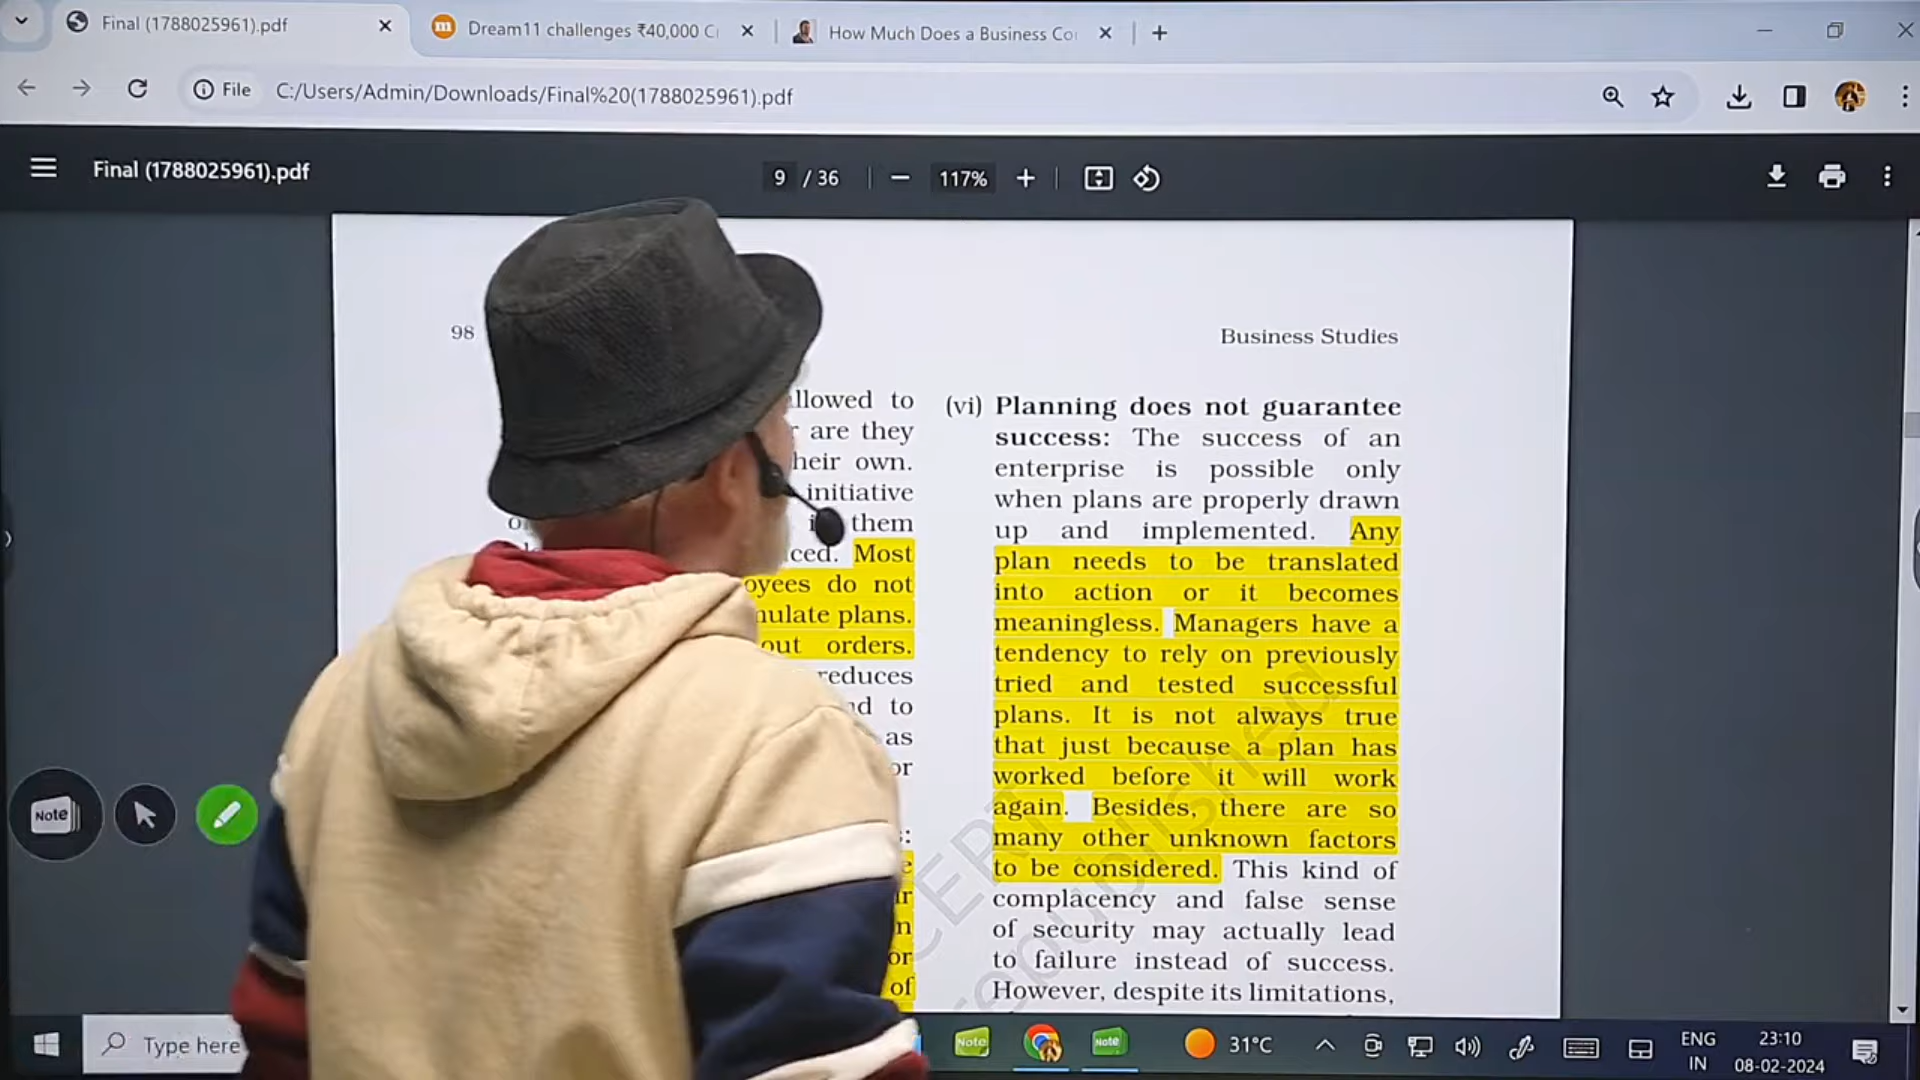 Final (1788025961).pdf
Dream11 challenges ₹40,000 C
How Much Does a Business Co
File
C:/Users/Admin/Downloads/Final%20(1788025961).pdf
Final (1788025961).pdf
9 / 36
117%
98
Business Studies
llowed to
are they
heir own.
initiative
them
ced. Most
oyees do not
ulate plans.
out orders.
reduces
d to
as
or
:
e
n
or
of
(vi) Planning does not guarantee
success: The success of an
enterprise is possible only
when plans are properly drawn
up and implemented. Any
plan needs to be translated
into action or it becomes
meaningless. Managers have a
tendency to rely on previously
tried and tested successful
plans. It is not always true
that just because a plan has
worked before it will work
again. Besides, there are so
many other unknown factors
to be considered. This kind of
complacency and false sense
of security may actually lead
to failure instead of success.
However, despite its limitations,
Note
Type here
Note
Note
31°C
ENG
IN
23:10
08-02-2024